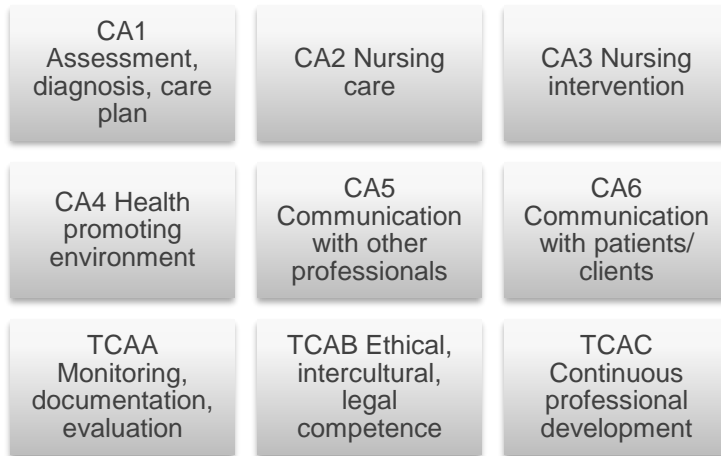 CA1
Assessment,
diagnosis, care
plan
CA2 Nursing
care
CA3 Nursing
intervention
CA4 Health
promoting
environment
CA5
Communication
with other
professionals
CA6
Communication
with patients/
clients
TCAA
Monitoring,
documentation,
evaluation
TCAB Ethical,
intercultural,
legal
competence
TCAC
Continuous
professional
development